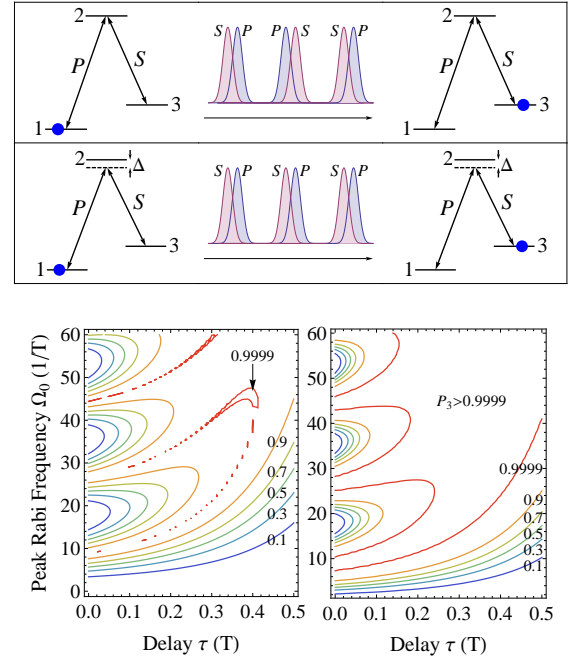 2
P
S
1
3
S P P S S P
2
P
S
1
3
2
Δ
P
S
1
3
S P S P S P
2
Δ
P
S
1
3
Peak Rabi Frequency Ω₀ (1/T)
60
50
40
30
20
10
0
0.9999
0.9
0.7
0.5
0.3
0.1
0.0 0.1 0.2 0.3 0.4 0.5
Delay τ (T)
60
50
40
30
20
10
P₃>0.9999
0.9999
0.9
0.7
0.5
0.3
0.1
0.0 0.1 0.2 0.3 0.4 0.5
Delay τ (T)